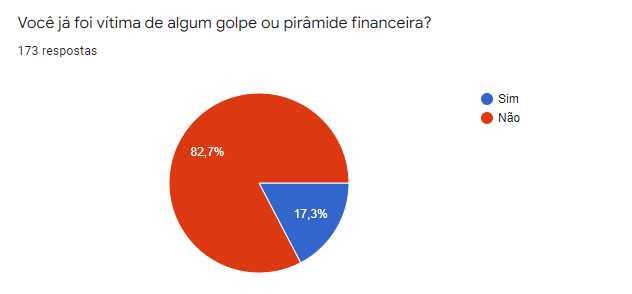 Você já foi vítima de algum golpe ou pirâmide financeira?
173 respostas
Sim
Não
82,7%
17,3%